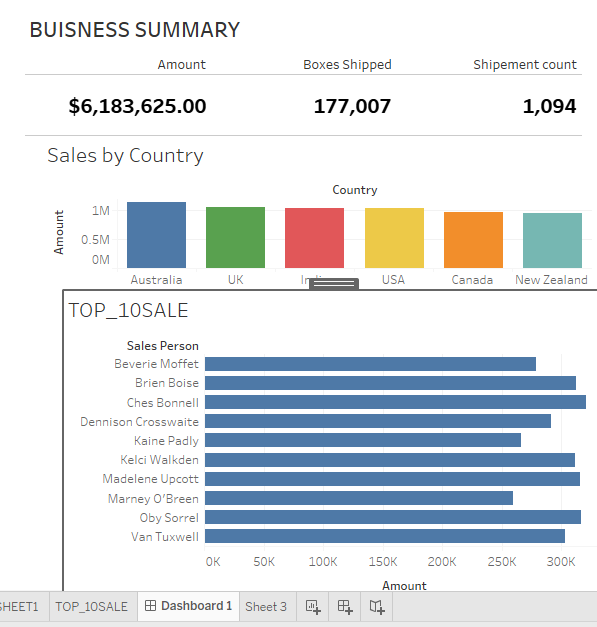 BUISNESS SUMMARY
Amount Boxes Shipped Shipement count
$6,183,625.00 177,007 1,094
Sales by Country
Country
Amount
1M
0.5M
0M
Australia UK USA Canada New Zealand
TOP_10SALE
Sales Person
Beverie Moffet
Brien Boise
Ches Bonnell
Dennison Crosswaite
Kaine Padly
Kelci Walkden
Madelene Upcott
Marney O'Breen
Oby Sorrel
Van Tuxwell
0K 50K 100K 150K 200K 250K 300K
Amount
SHEET1 TOP_10SALE Dashboard 1 Sheet 3